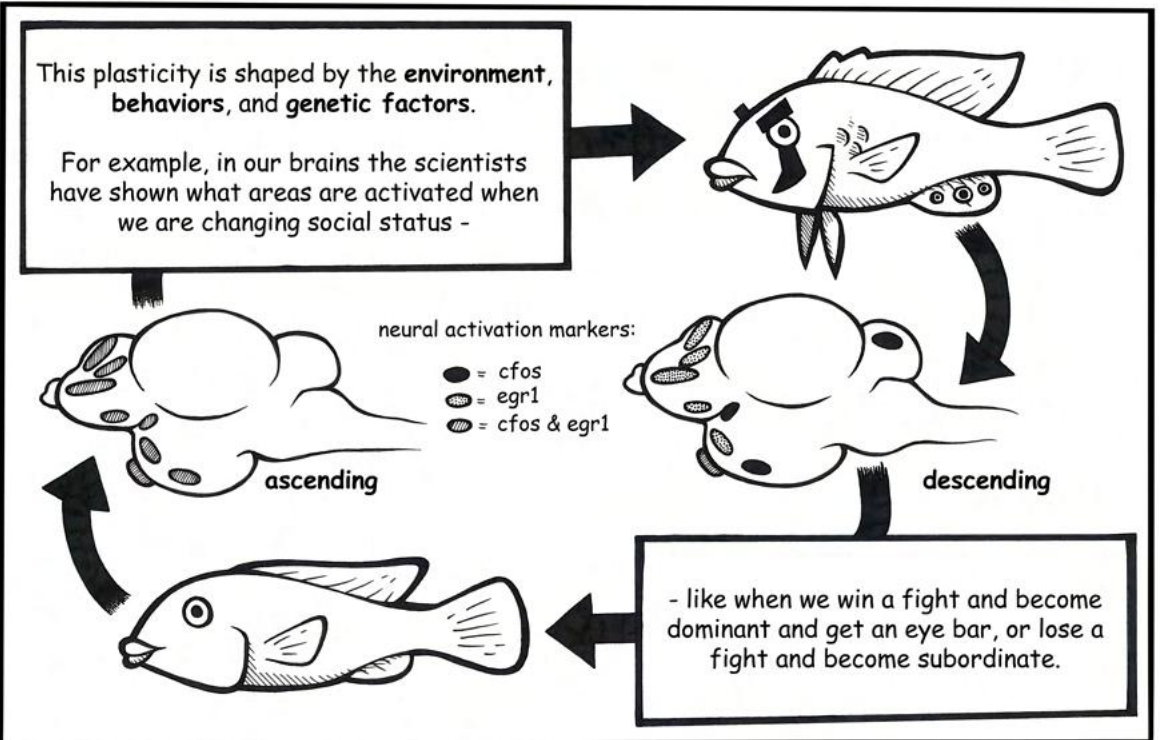 This plasticity is shaped by the environment,
behaviors, and genetic factors.
For example, in our brains the scientists
have shown what areas are activated when
we are changing social status -
neural activation markers:
= cfos
= egr1
= cfos & egr1
ascending
descending
- like when we win a fight and become
dominant and get an eye bar, or lose a
fight and become subordinate.